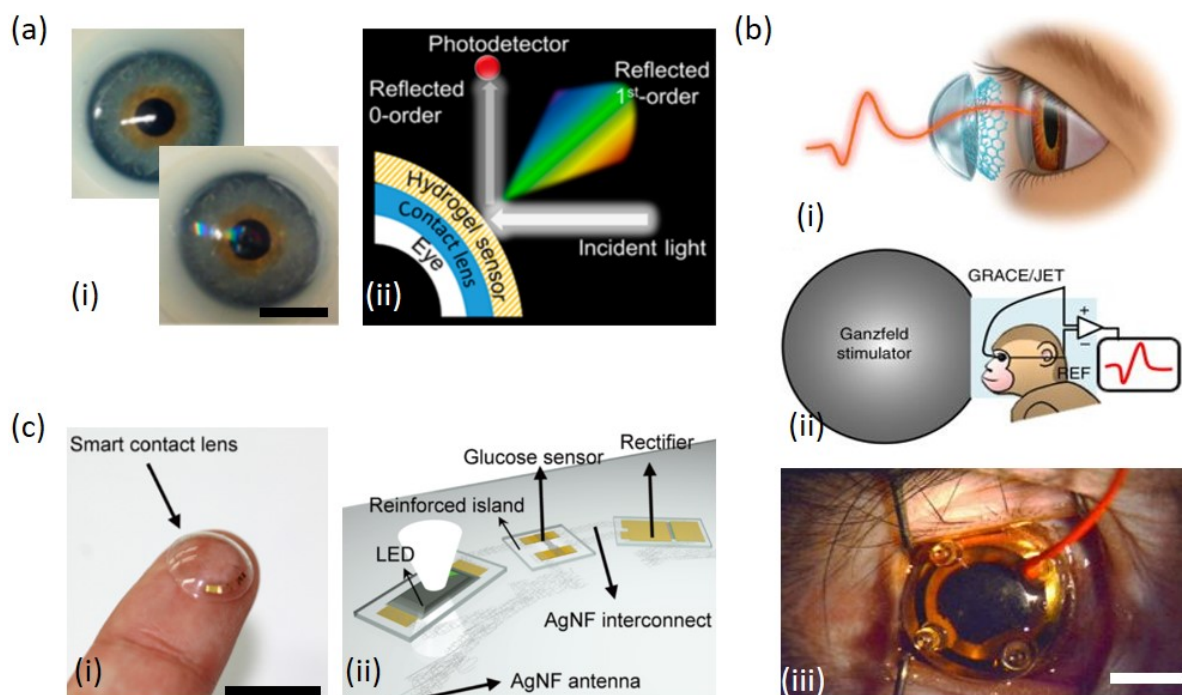 (a)
(i)
Photodetector
Reflected
0-order
Reflected
1st-order
Hydrogel sensor
Contact lens
Eye
Incident light
(ii)
(b)
(i)
GRACE/JET
Ganzfeld
stimulator
+
−
REF
(ii)
(c)
Smart contact lens
(i)
Rectifier
Glucose sensor
Reinforced island
LED
AgNF interconnect
AgNF antenna
(ii)
(iii)